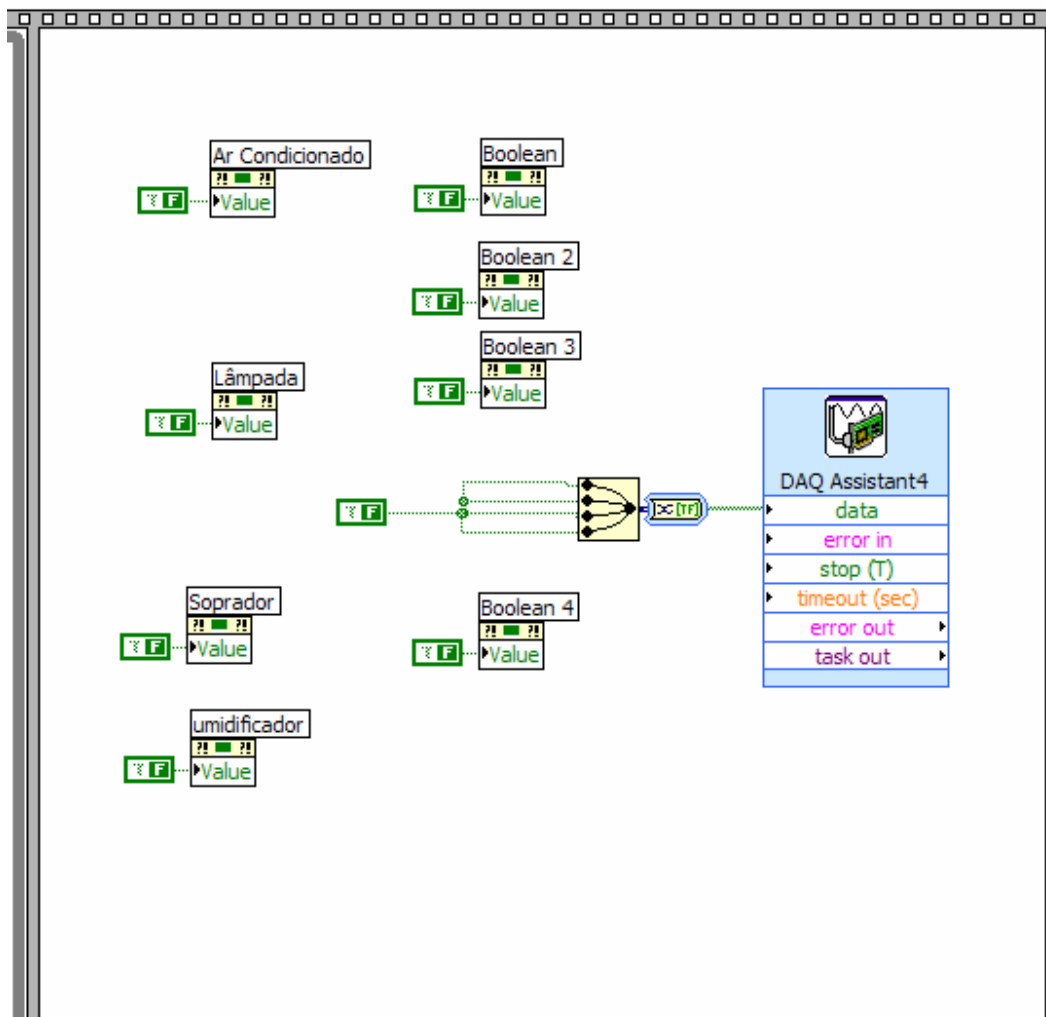 Ar Condicionado
?! ?!
F
Value
Boolean
?! ?!
F
Value
Boolean 2
?! ?!
F
Value
Boolean 3
?! ?!
F
Value
Lâmpada
?! ?!
F
Value
F
[TF]
DAQ Assistant4
data
error in
stop (T)
timeout (sec)
error out
task out
Soprador
?! ?!
F
Value
Boolean 4
?! ?!
F
Value
umidificador
?! ?!
F
Value